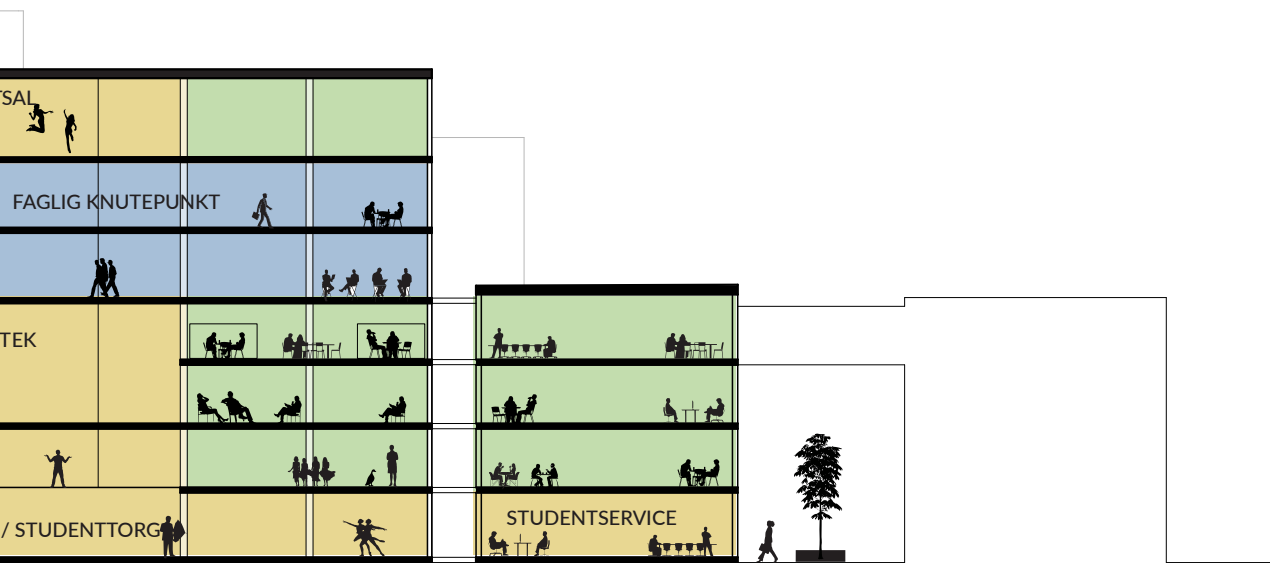 TSAL
FAGLIG KNUTEPUNKT
TEK
/ STUDENTTORG
STUDENTSERVICE